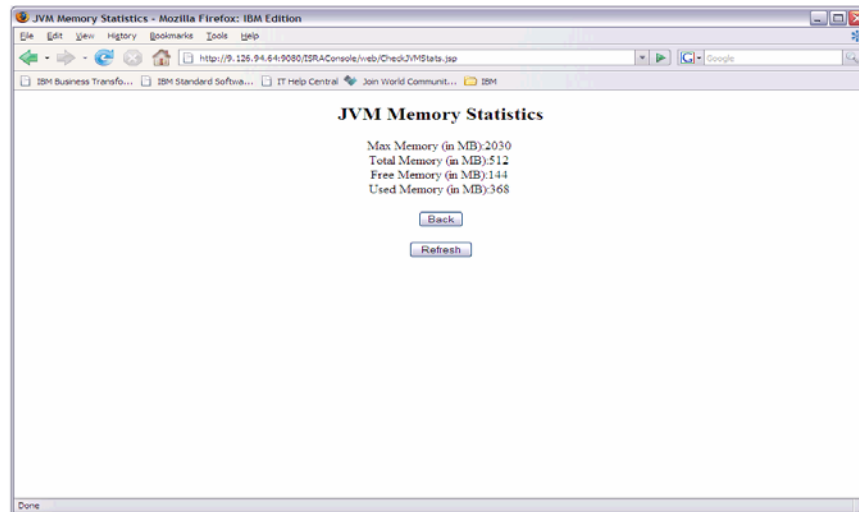 JVM Memory Statistics - Mozilla Firefox: IBM Edition
File Edit View History Bookmarks Tools Help
http://9.126.94.64:9080/ISRAConsole/web/CheckJVMStats.jsp
G Google
IBM Business Transfo... IBM Standard Softwa... IT Help Central Join World Communit... IBM
JVM Memory Statistics
Max Memory (in MB):2030
Total Memory (in MB):512
Free Memory (in MB):144
Used Memory (in MB):368
Back
Refresh
Done